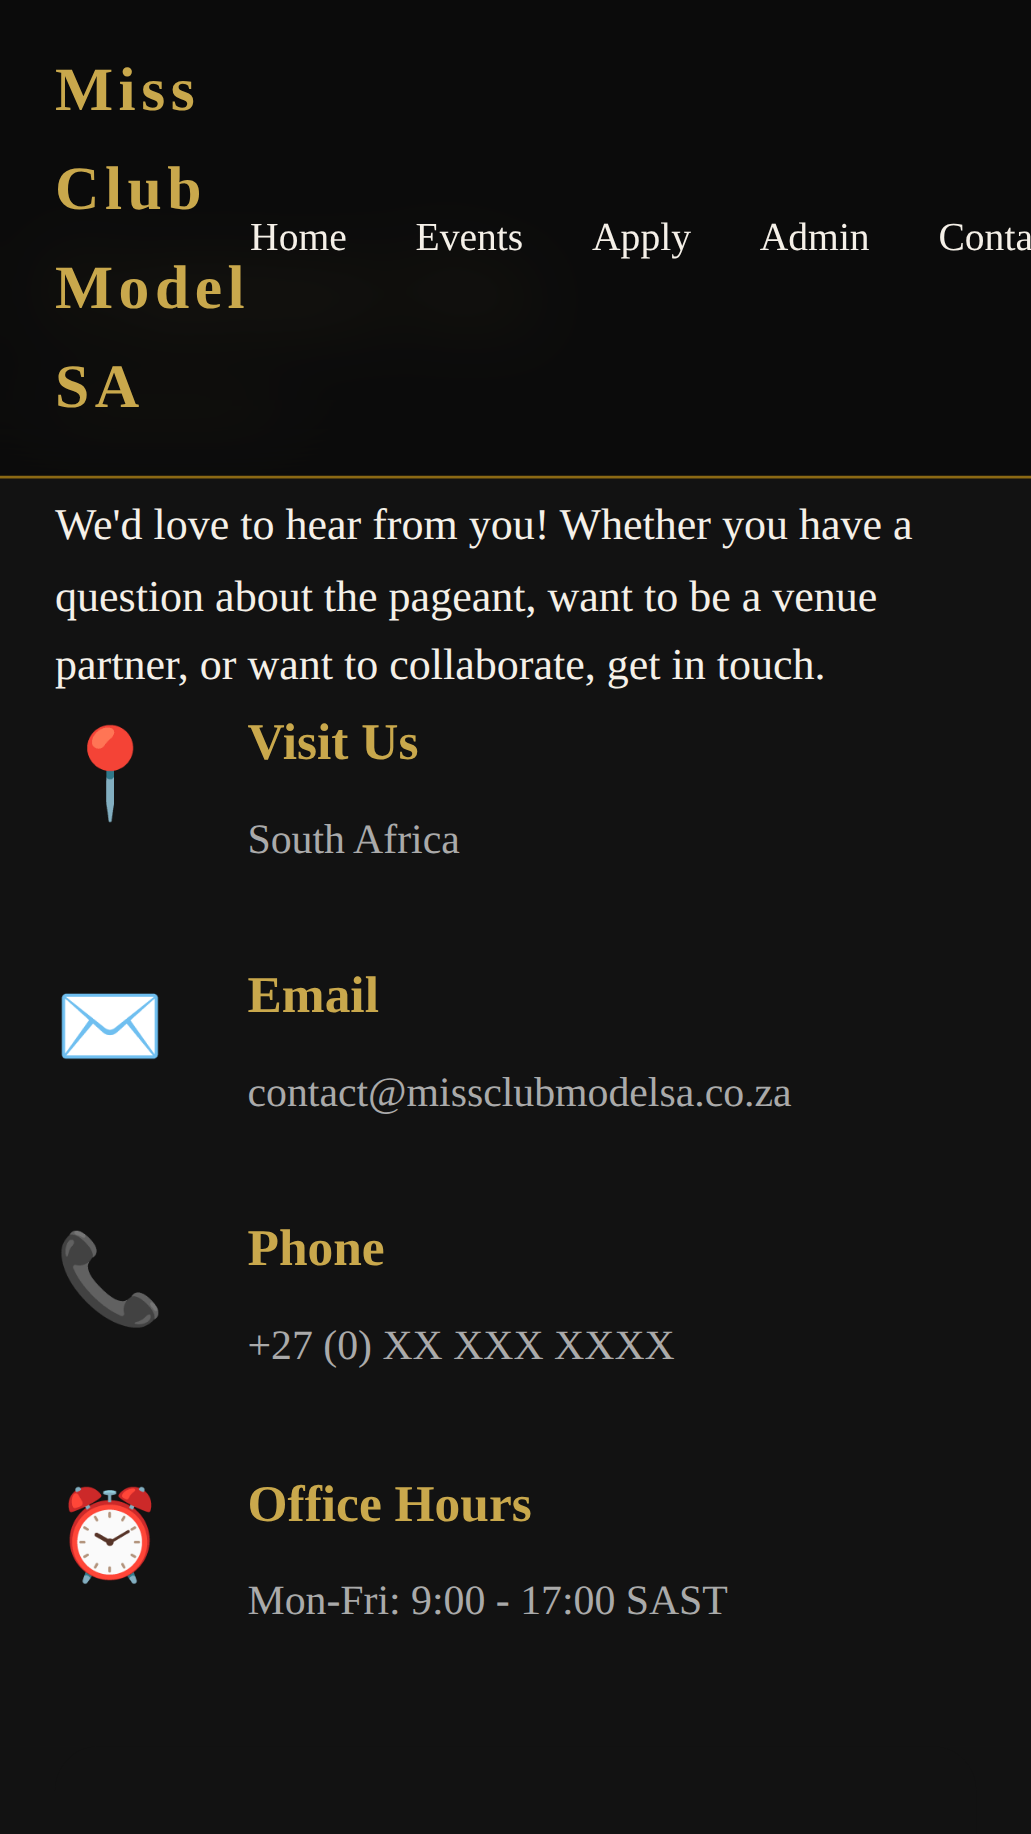 Miss
Club
Model
SA
Home Events Apply Admin Conta
We'd love to hear from you! Whether you have a
question about the pageant, want to be a venue
partner, or want to collaborate, get in touch.
Visit Us
South Africa
Email
contact@missclubmodelsa.co.za
Phone
+27 (0) XX XXX XXXX
Office Hours
Mon-Fri: 9:00 - 17:00 SAST